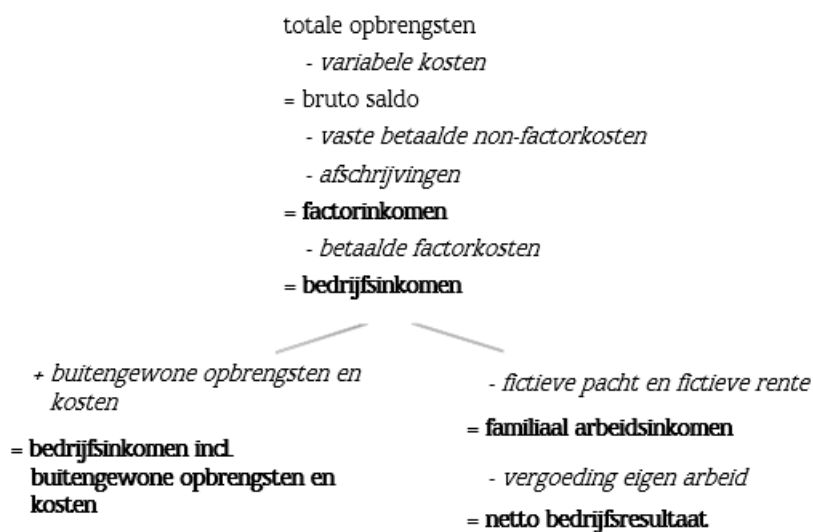 totale opbrengsten
- variabele kosten
= bruto saldo
- vaste betaalde non-factorkosten
- afschrijvingen
= factorinkomen
- betaalde factorkosten
= bedrijfsinkomen
+ buitengewone opbrengsten en
kosten
= bedrijfsinkomen incl.
buitengewone opbrengsten en
kosten
- fictieve pacht en fictieve rente
= familiaal arbeidsinkomen
- vergoeding eigen arbeid
= netto bedrijfsresultaat